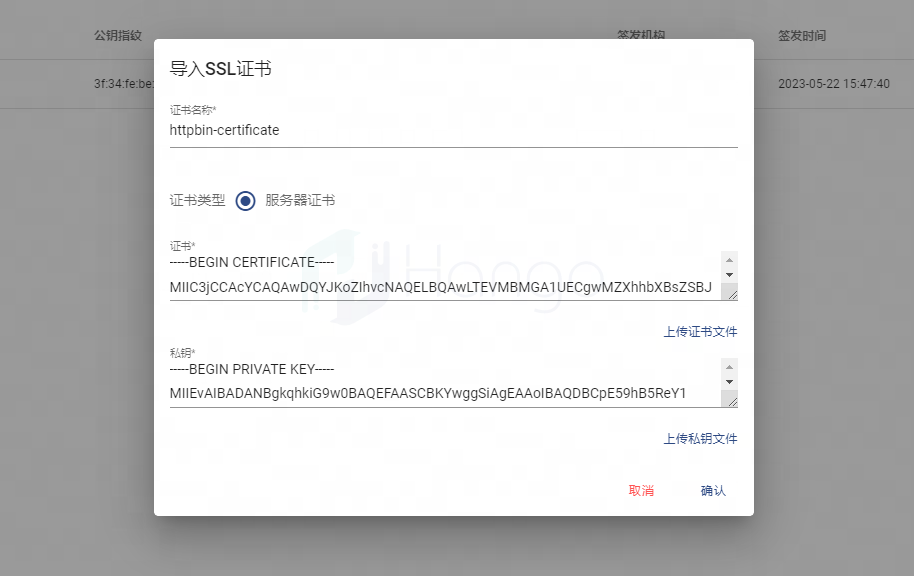 公钥指纹 签发机构 签发时间
3f:34:fe:be: 2023-05-22 15:47:40
导入SSL证书
证书名称*
httpbin-certificate
证书类型 服务器证书
证书*
-----BEGIN CERTIFICATE-----
MIIC3jCCAcYCAQAwDQYJKoZIhvcNAQELBQAwLTEVMBMGA1UECgwMZXhhbXBsZSBJ
上传证书文件
私钥*
-----BEGIN PRIVATE KEY-----
MIIEvAIBADANBgkqhkiG9w0BAQEFAASCBKYwggSiAgEAAoIBAQDBCpE59hB5ReY1
上传私钥文件
取消 确认
Hango